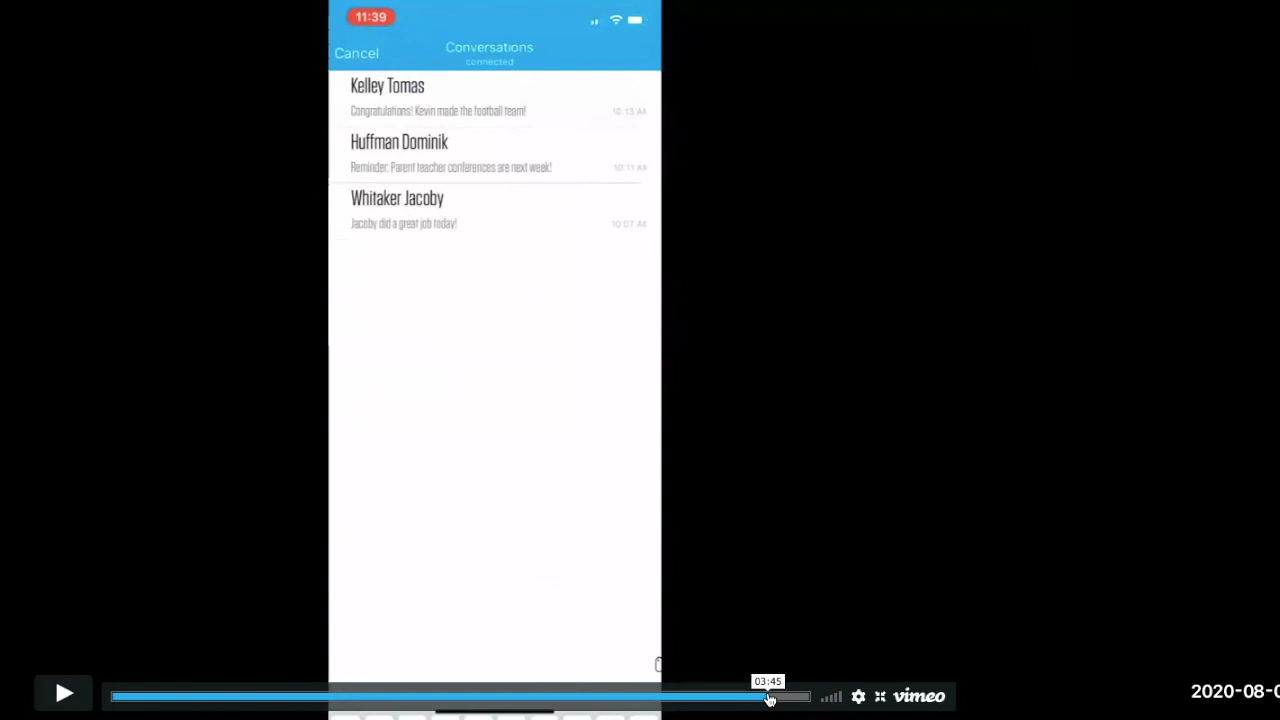 11:39
Cancel
Conversations
connected
Kelley Tomas
Congratulations! Kevin made the football team!
10:13 AM
Huffman Dominik
Reminder: Parent teacher conferences are next week!
10:11 AM
Whitaker Jacoby
Jacoby did a great job today!
10:07 AM
03:45
vimeo
2020-08-0